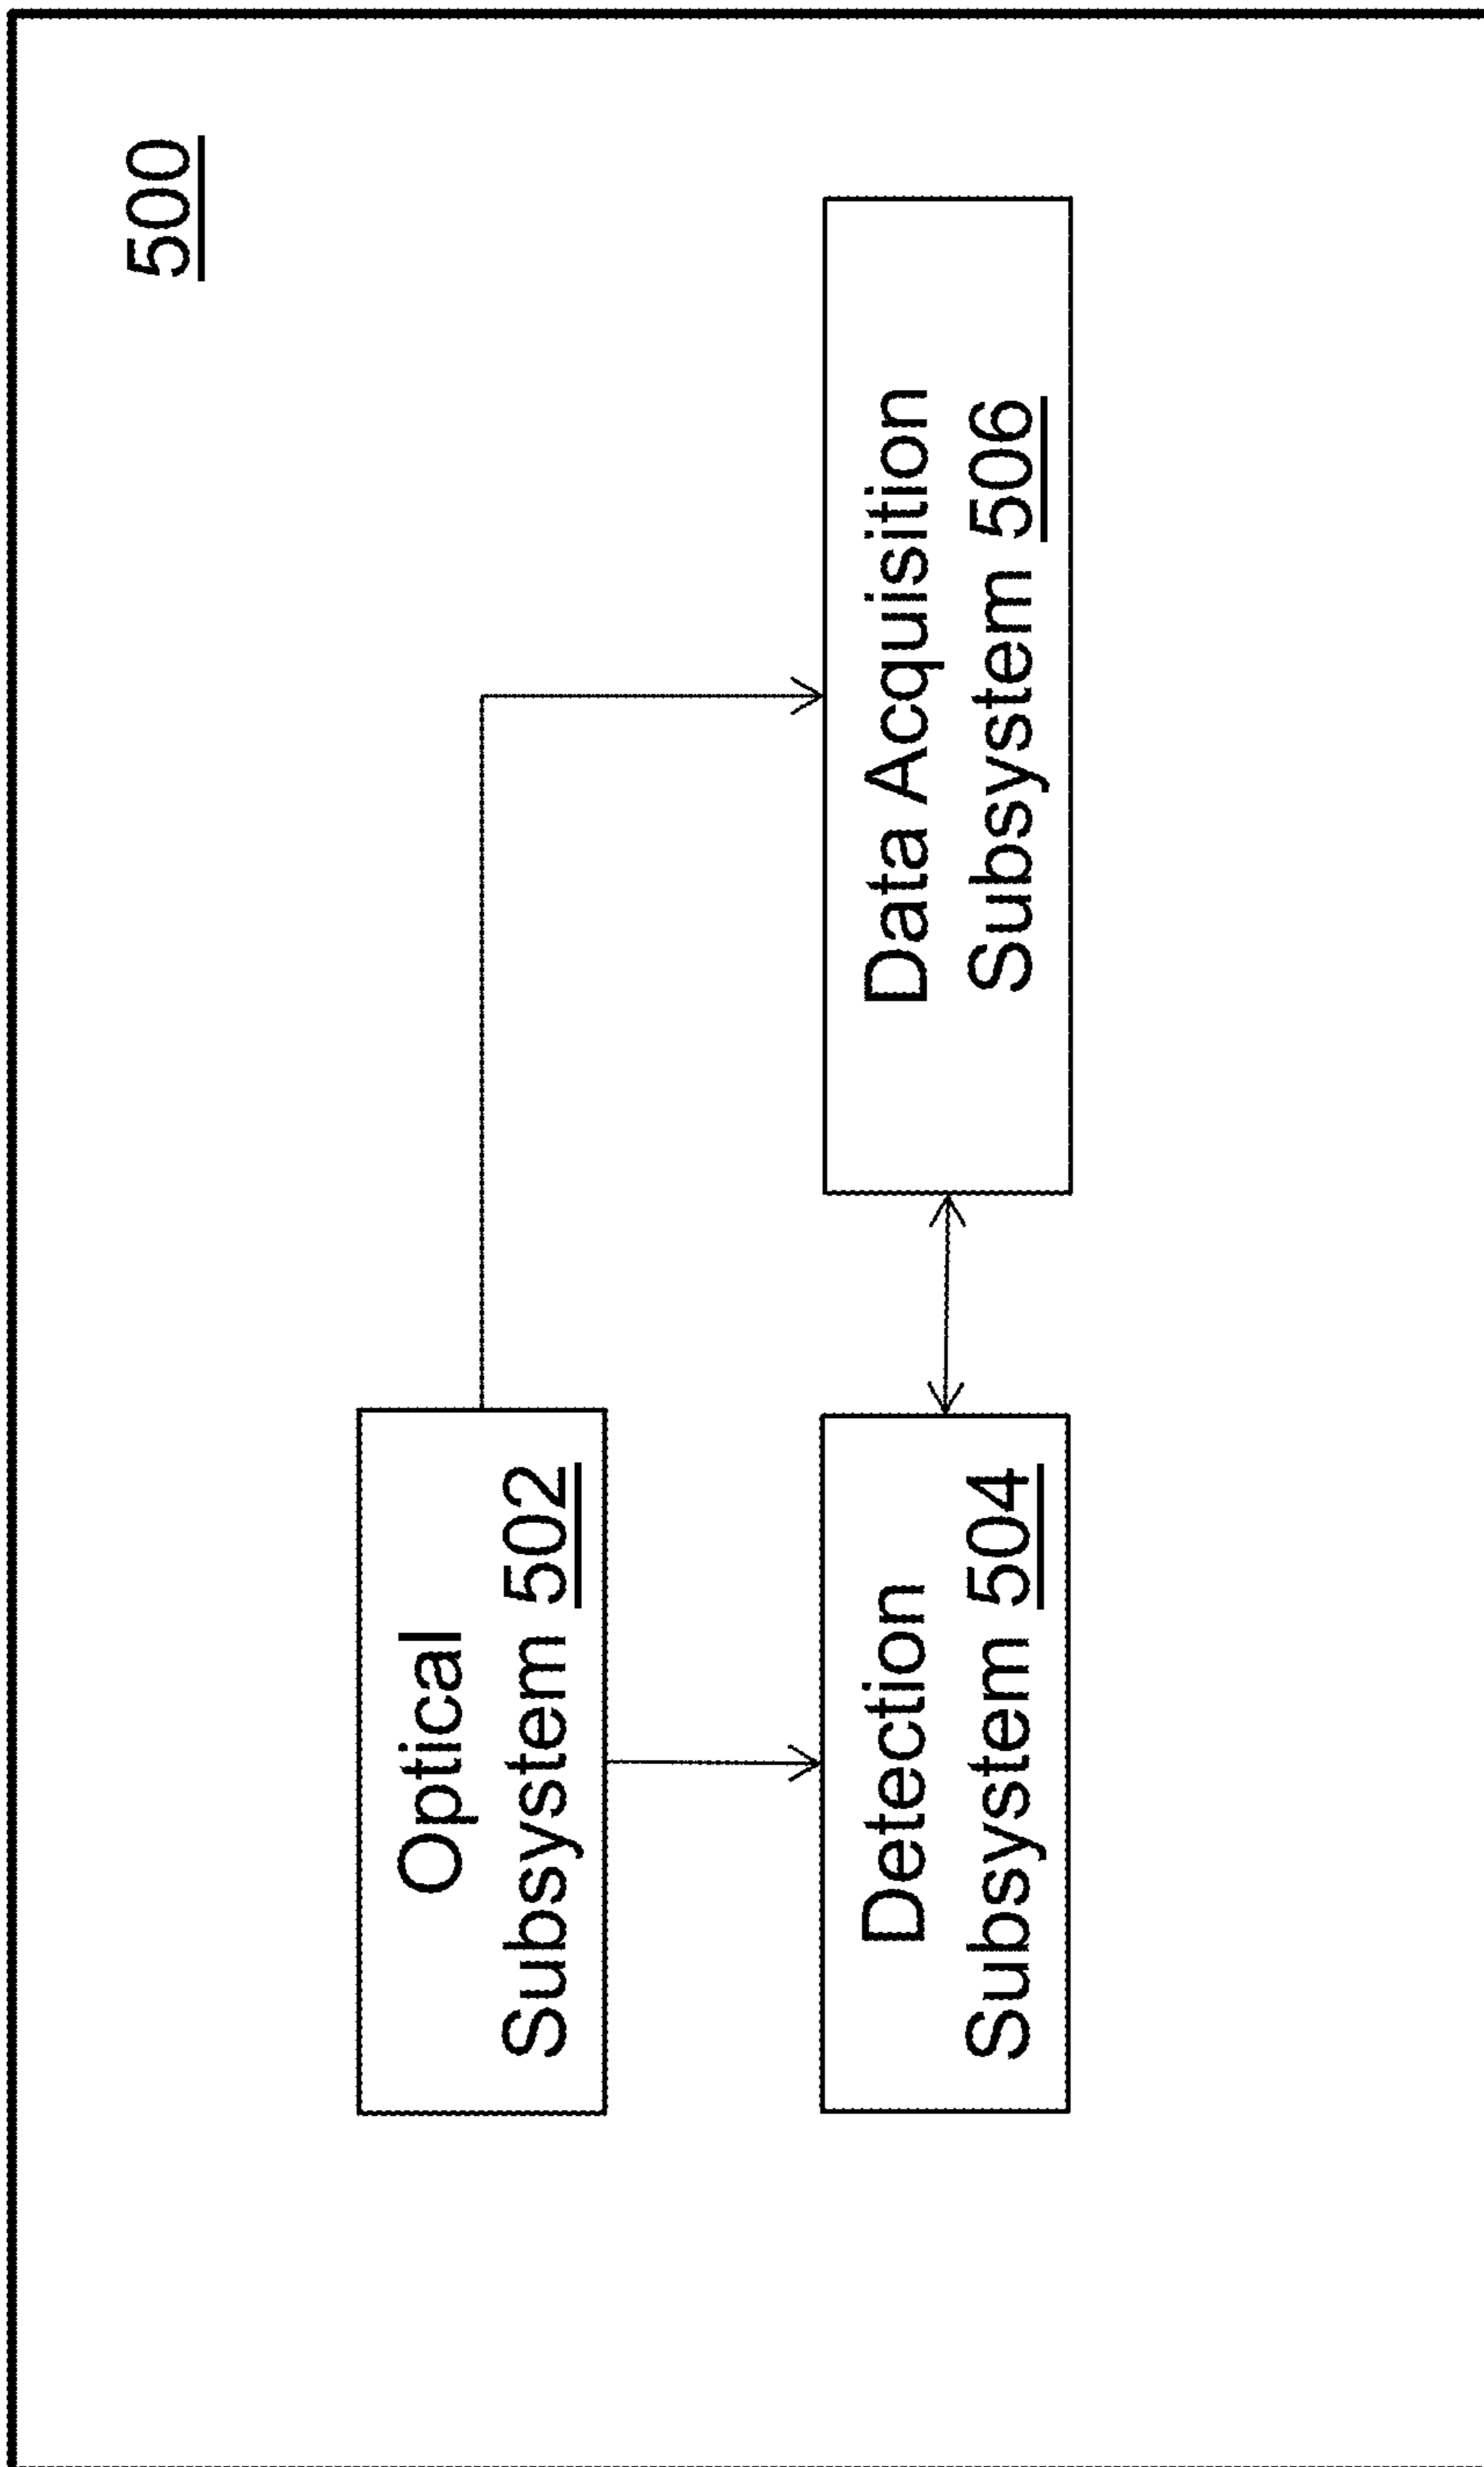 500
Optical
Subsystem 502
Detection
Subsystem 504
Data Acquisition
Subsystem 506